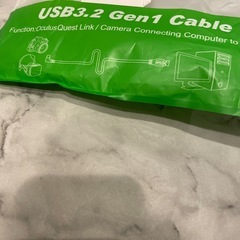 USB3.2 Gen1 Cable
Function:Oculus Quest Link / Camera Connecting Computer to